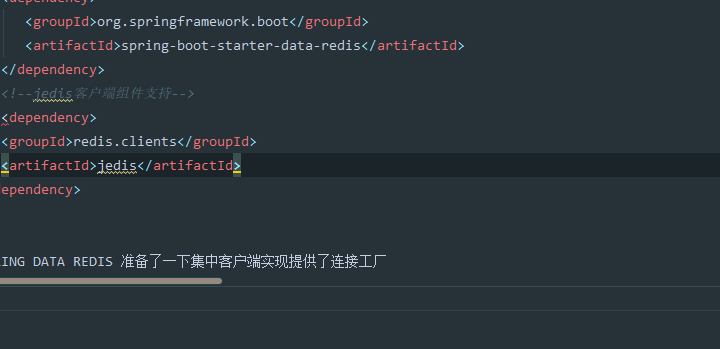 <dependency>
<groupId>org.springframework.boot</groupId>
<artifactId>spring-boot-starter-data-redis</artifactId>
</dependency>
<!--jedis客户端组件支持-->
<dependency>
<groupId>redis.clients</groupId>
<artifactId>jedis</artifactId>
ependency>
ING DATA REDIS 准备了一下集中客户端实现提供了连接工厂